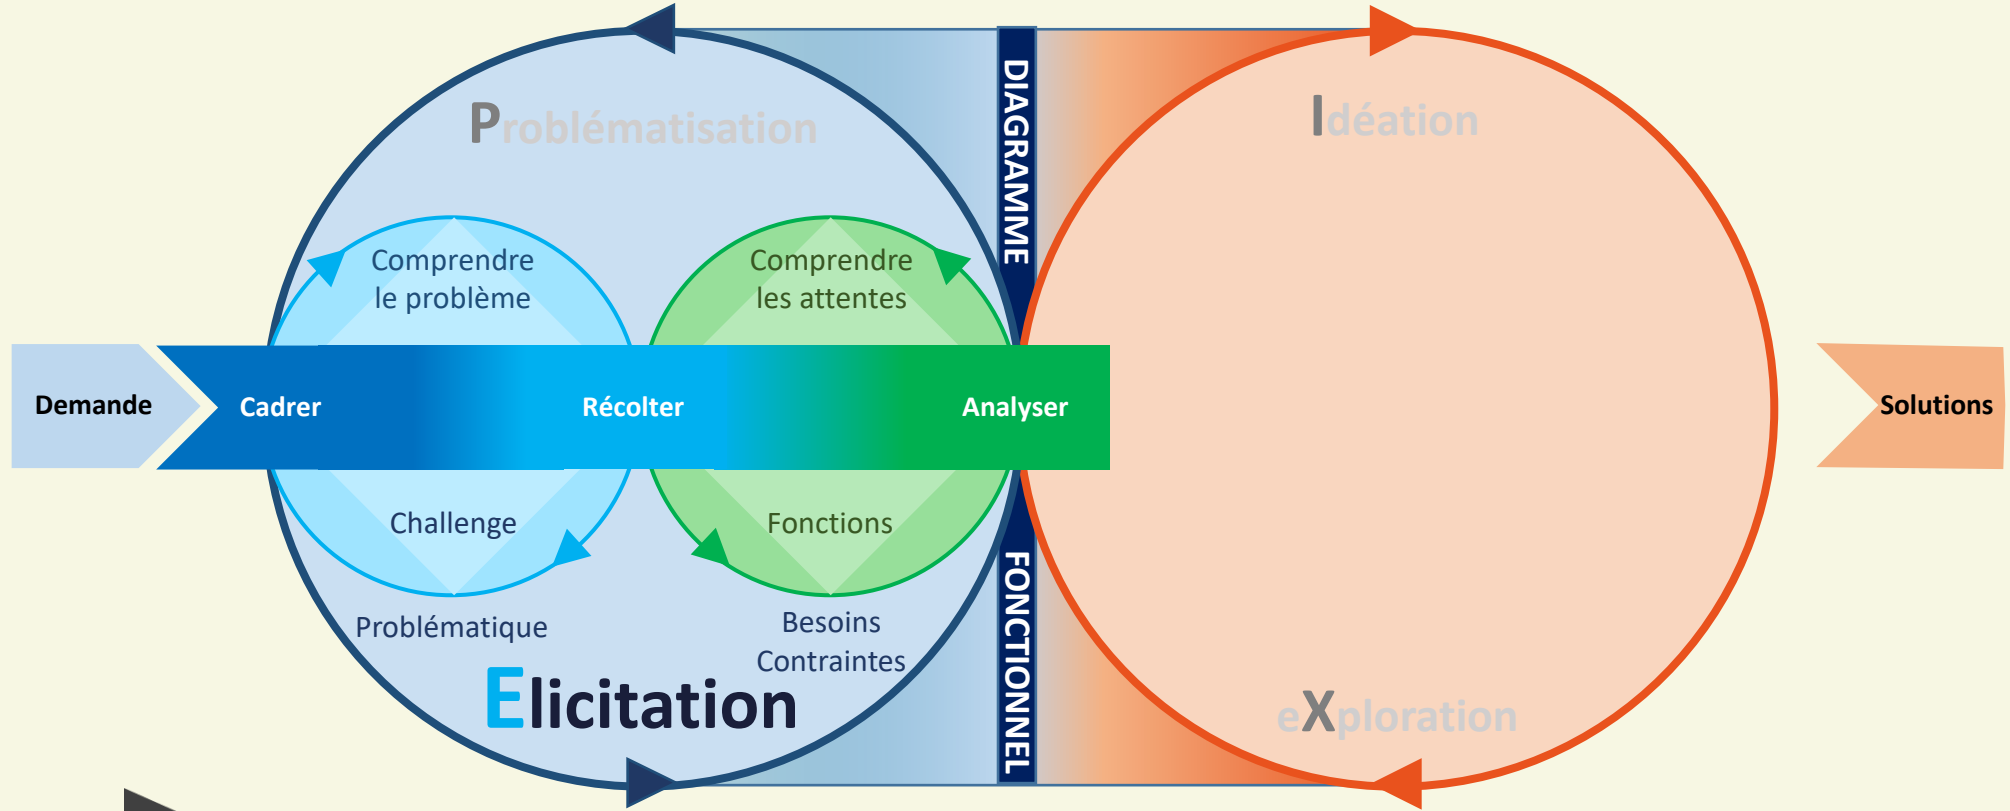 Problématisation
Idéation
DIAGRAMME
Comprendre
le problème
Comprendre
les attentes
Demande
Cadrer
Récolter
Analyser
Solutions
Challenge
Fonctions
FONCTIONNEL
Problématique
Besoins
Contraintes
Elicitation
eXploration